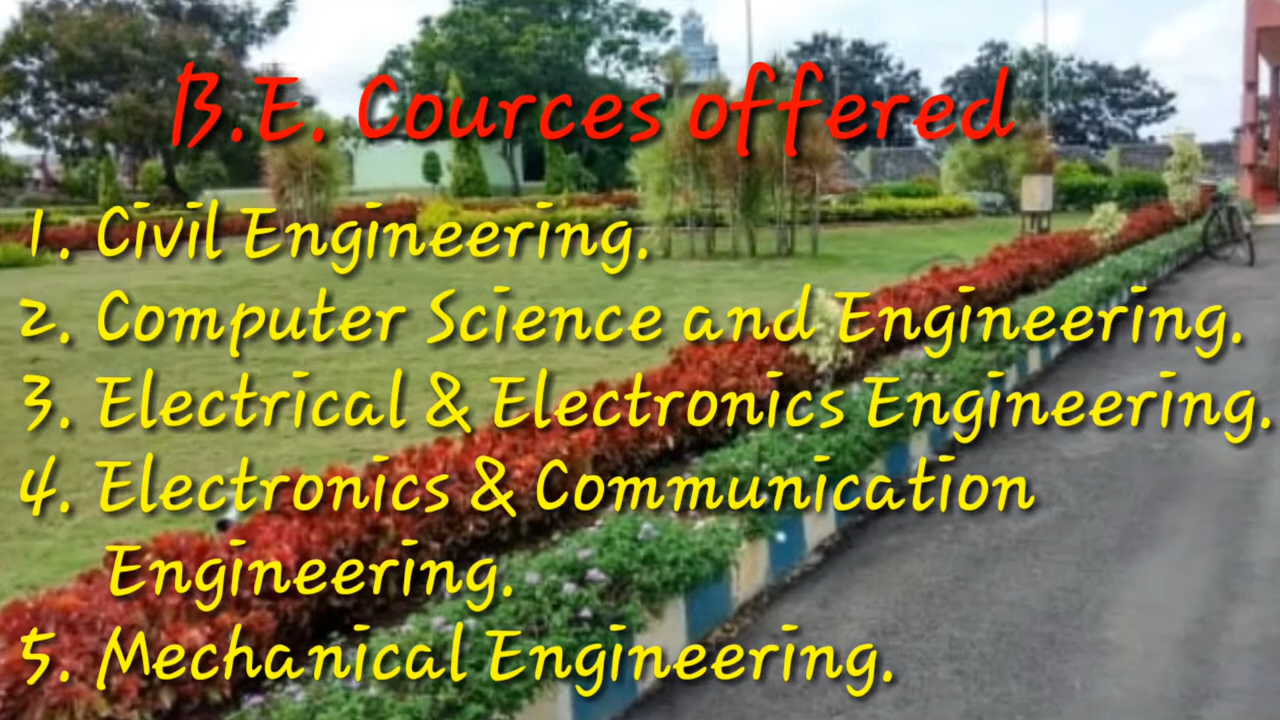 B.E. Cources offered
1. Civil Engineering.
2. Computer Science and Engineering.
3. Electrical & Electronics Engineering.
4. Electronics & Communication
Engineering.
5. Mechanical Engineering.